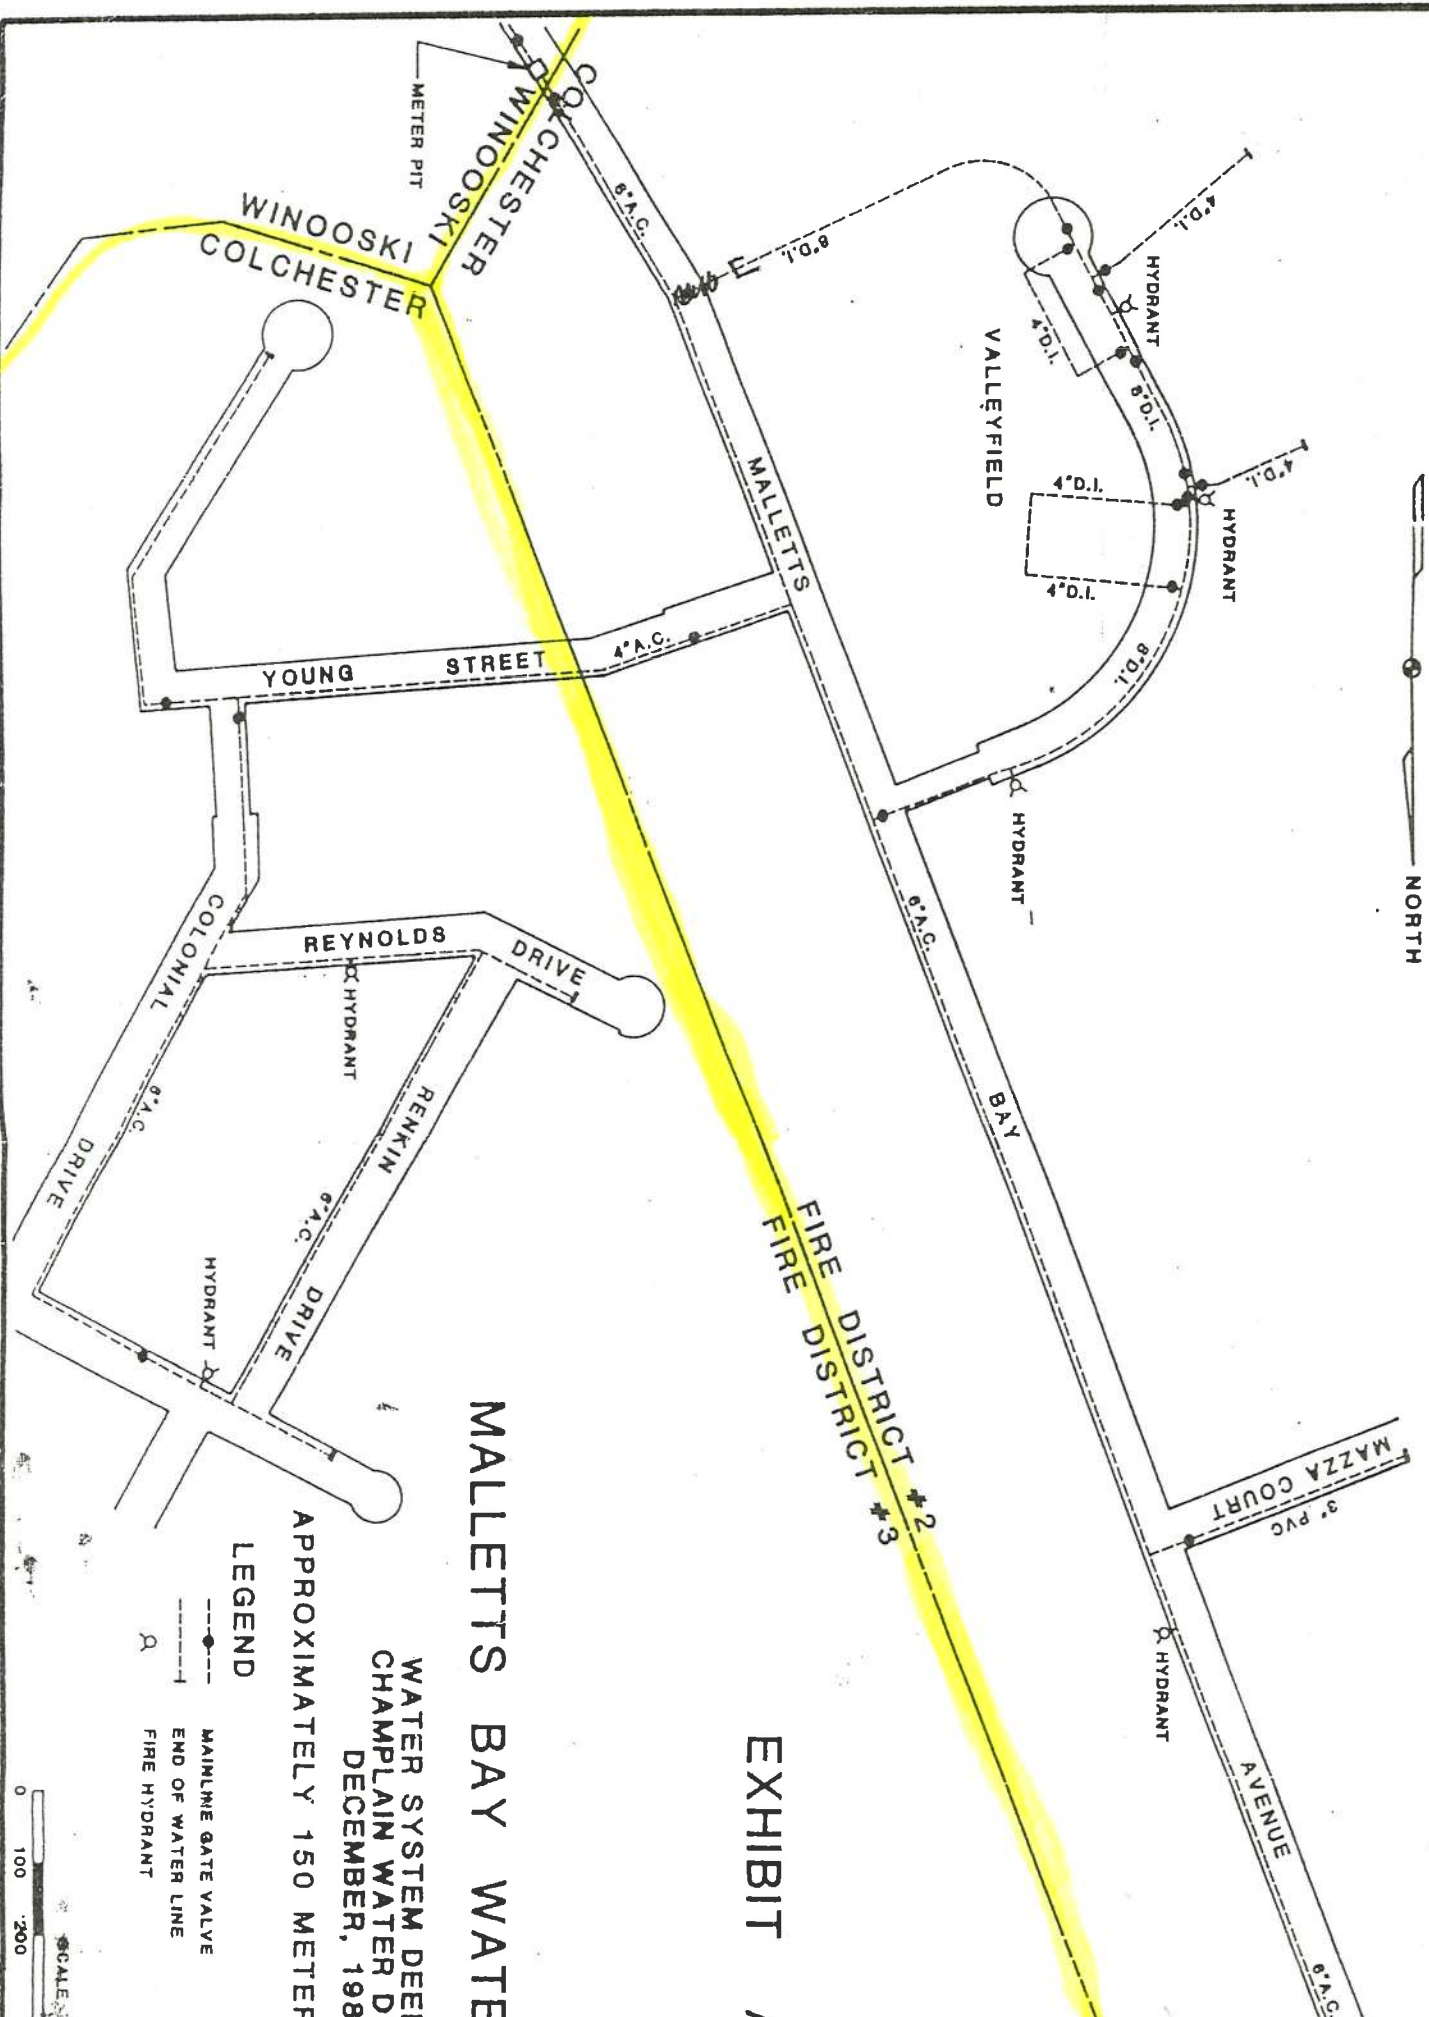 NORTH
4"D.I.
HYDRANT
4"D.I.
8"D.I.
4"D.I.
HYDRANT
VALLEYFIELD
4"D.I.
4"D.I.
8"D.I.
8"D.I.
HYDRANT
METER PIT
COLCHESTER
WINOOSKI
WINOOSKI
COLCHESTER
6"A.C.
MALLETTS
BAY
AVENUE
6"A.C.
6"A.C.
MAZZA COURT
3" PVC
HYDRANT
YOUNG STREET
4"A.C.
REYNOLDS DRIVE
HYDRANT
COLONIAL
DRIVE
6"A.C.
RENKIN
DRIVE
6"A.C.
HYDRANT
FIRE DISTRICT #2
FIRE DISTRICT #3
EXHIBIT
MALLETTS BAY WATE
WATER SYSTEM DEE
CHAMPLAIN WATER D
DECEMBER, 198
APPROXIMATELY 150 METER
LEGEND
MAINLINE GATE VALVE
END OF WATER LINE
FIRE HYDRANT
SCALE
0 100 200